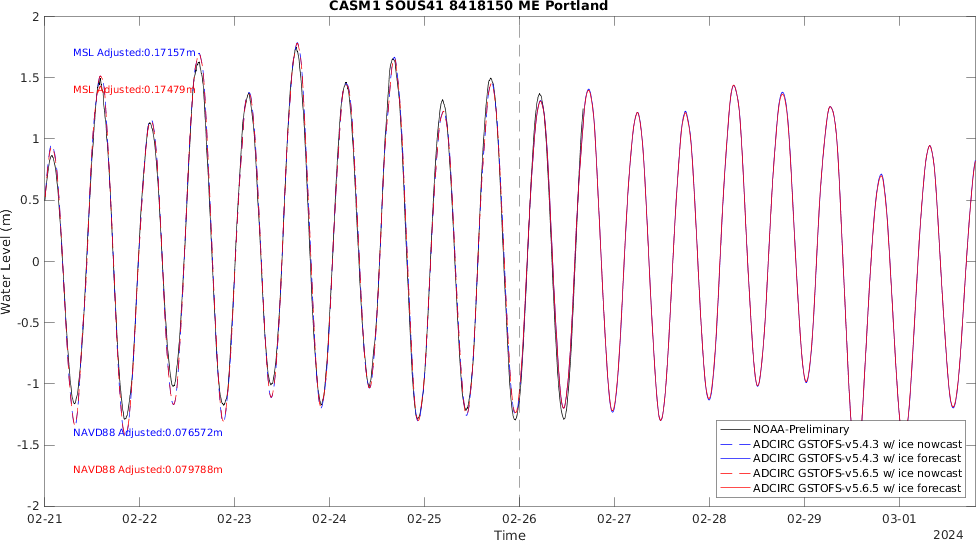 CASM1 SOUS41 8418150 ME Portland
2
1.5
1
0.5
0
-0.5
-1
-1.5
-2
Water Level (m)
MSL Adjusted:0.17157m
MSL Adjusted:0.17479m
NAVD88 Adjusted:0.076572m
NAVD88 Adjusted:0.079788m
NOAA-Preliminary
ADCIRC GSTOFS-v5.4.3 w/ ice nowcast
ADCIRC GSTOFS-v5.4.3 w/ ice forecast
ADCIRC GSTOFS-v5.6.5 w/ ice nowcast
ADCIRC GSTOFS-v5.6.5 w/ ice forecast
02-21 02-22 02-23 02-24 02-25 02-26 02-27 02-28 02-29 03-01
Time
2024